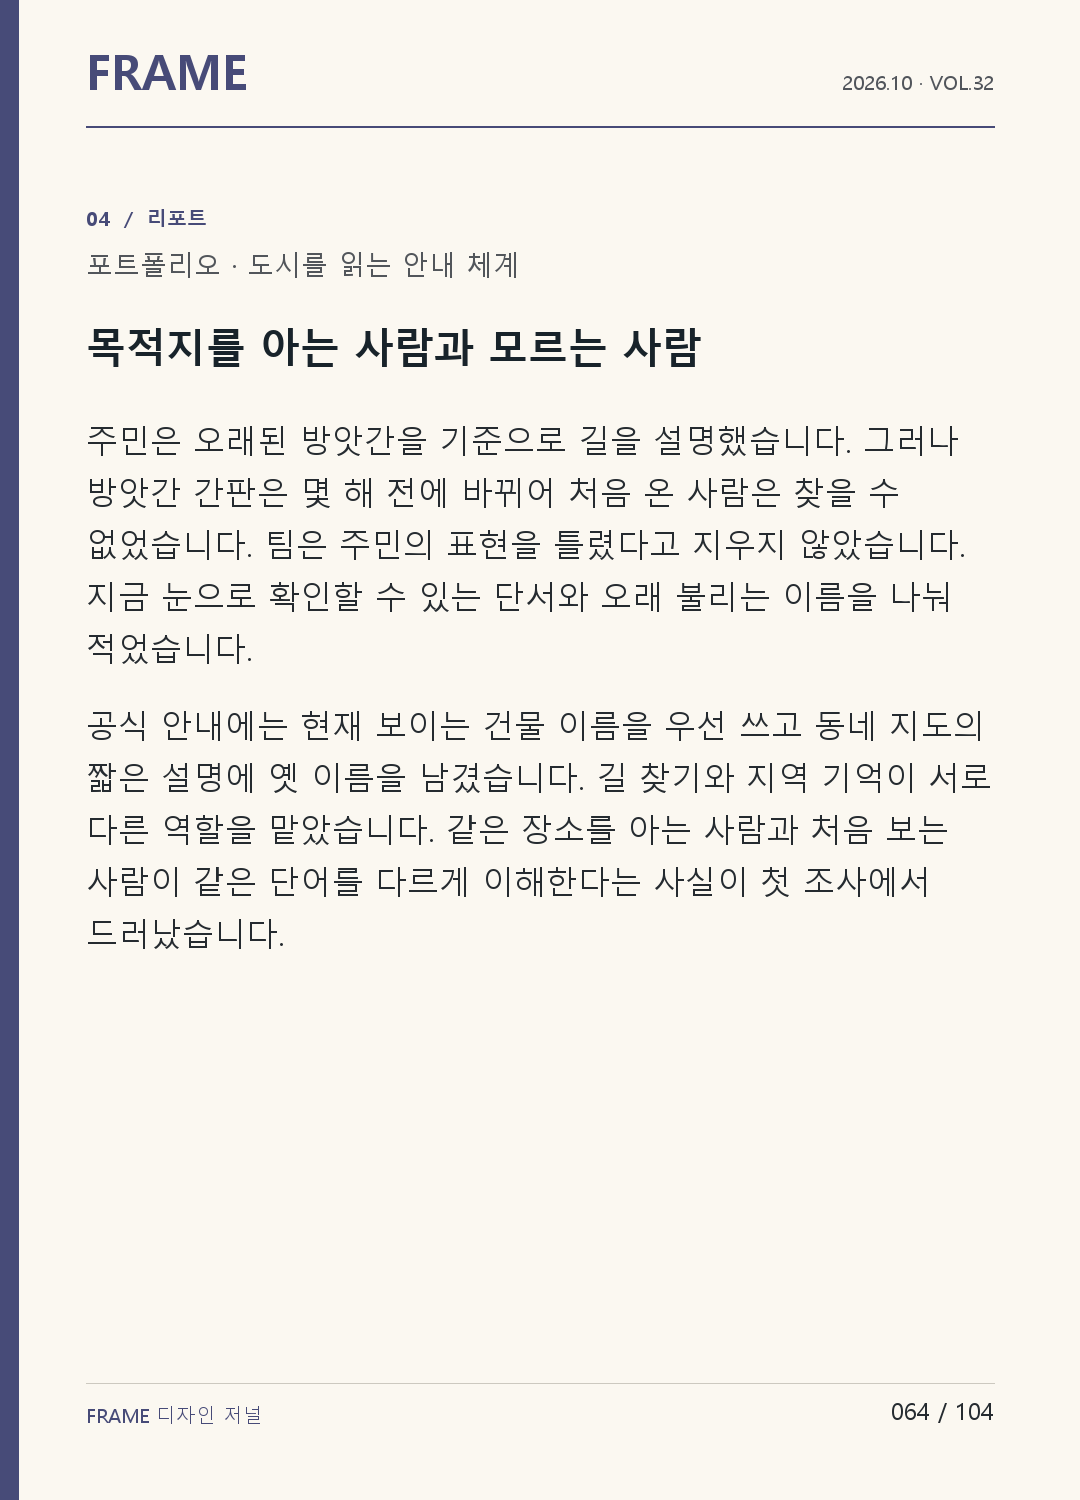 FRAME
2026.10 · VOL.32
04 / 리포트
포트폴리오 · 도시를 읽는 안내 체계
목적지를 아는 사람과 모르는 사람
주민은 오래된 방앗간을 기준으로 길을 설명했습니다. 그러나
방앗간 간판은 몇 해 전에 바뀌어 처음 온 사람은 찾을 수
없었습니다. 팀은 주민의 표현을 틀렸다고 지우지 않았습니다.
지금 눈으로 확인할 수 있는 단서와 오래 불리는 이름을 나눠
적었습니다.
공식 안내에는 현재 보이는 건물 이름을 우선 쓰고 동네 지도의
짧은 설명에 옛 이름을 남겼습니다. 길 찾기와 지역 기억이 서로
다른 역할을 맡았습니다. 같은 장소를 아는 사람과 처음 보는
사람이 같은 단어를 다르게 이해한다는 사실이 첫 조사에서
드러났습니다.
FRAME 디자인 저널
064 / 104